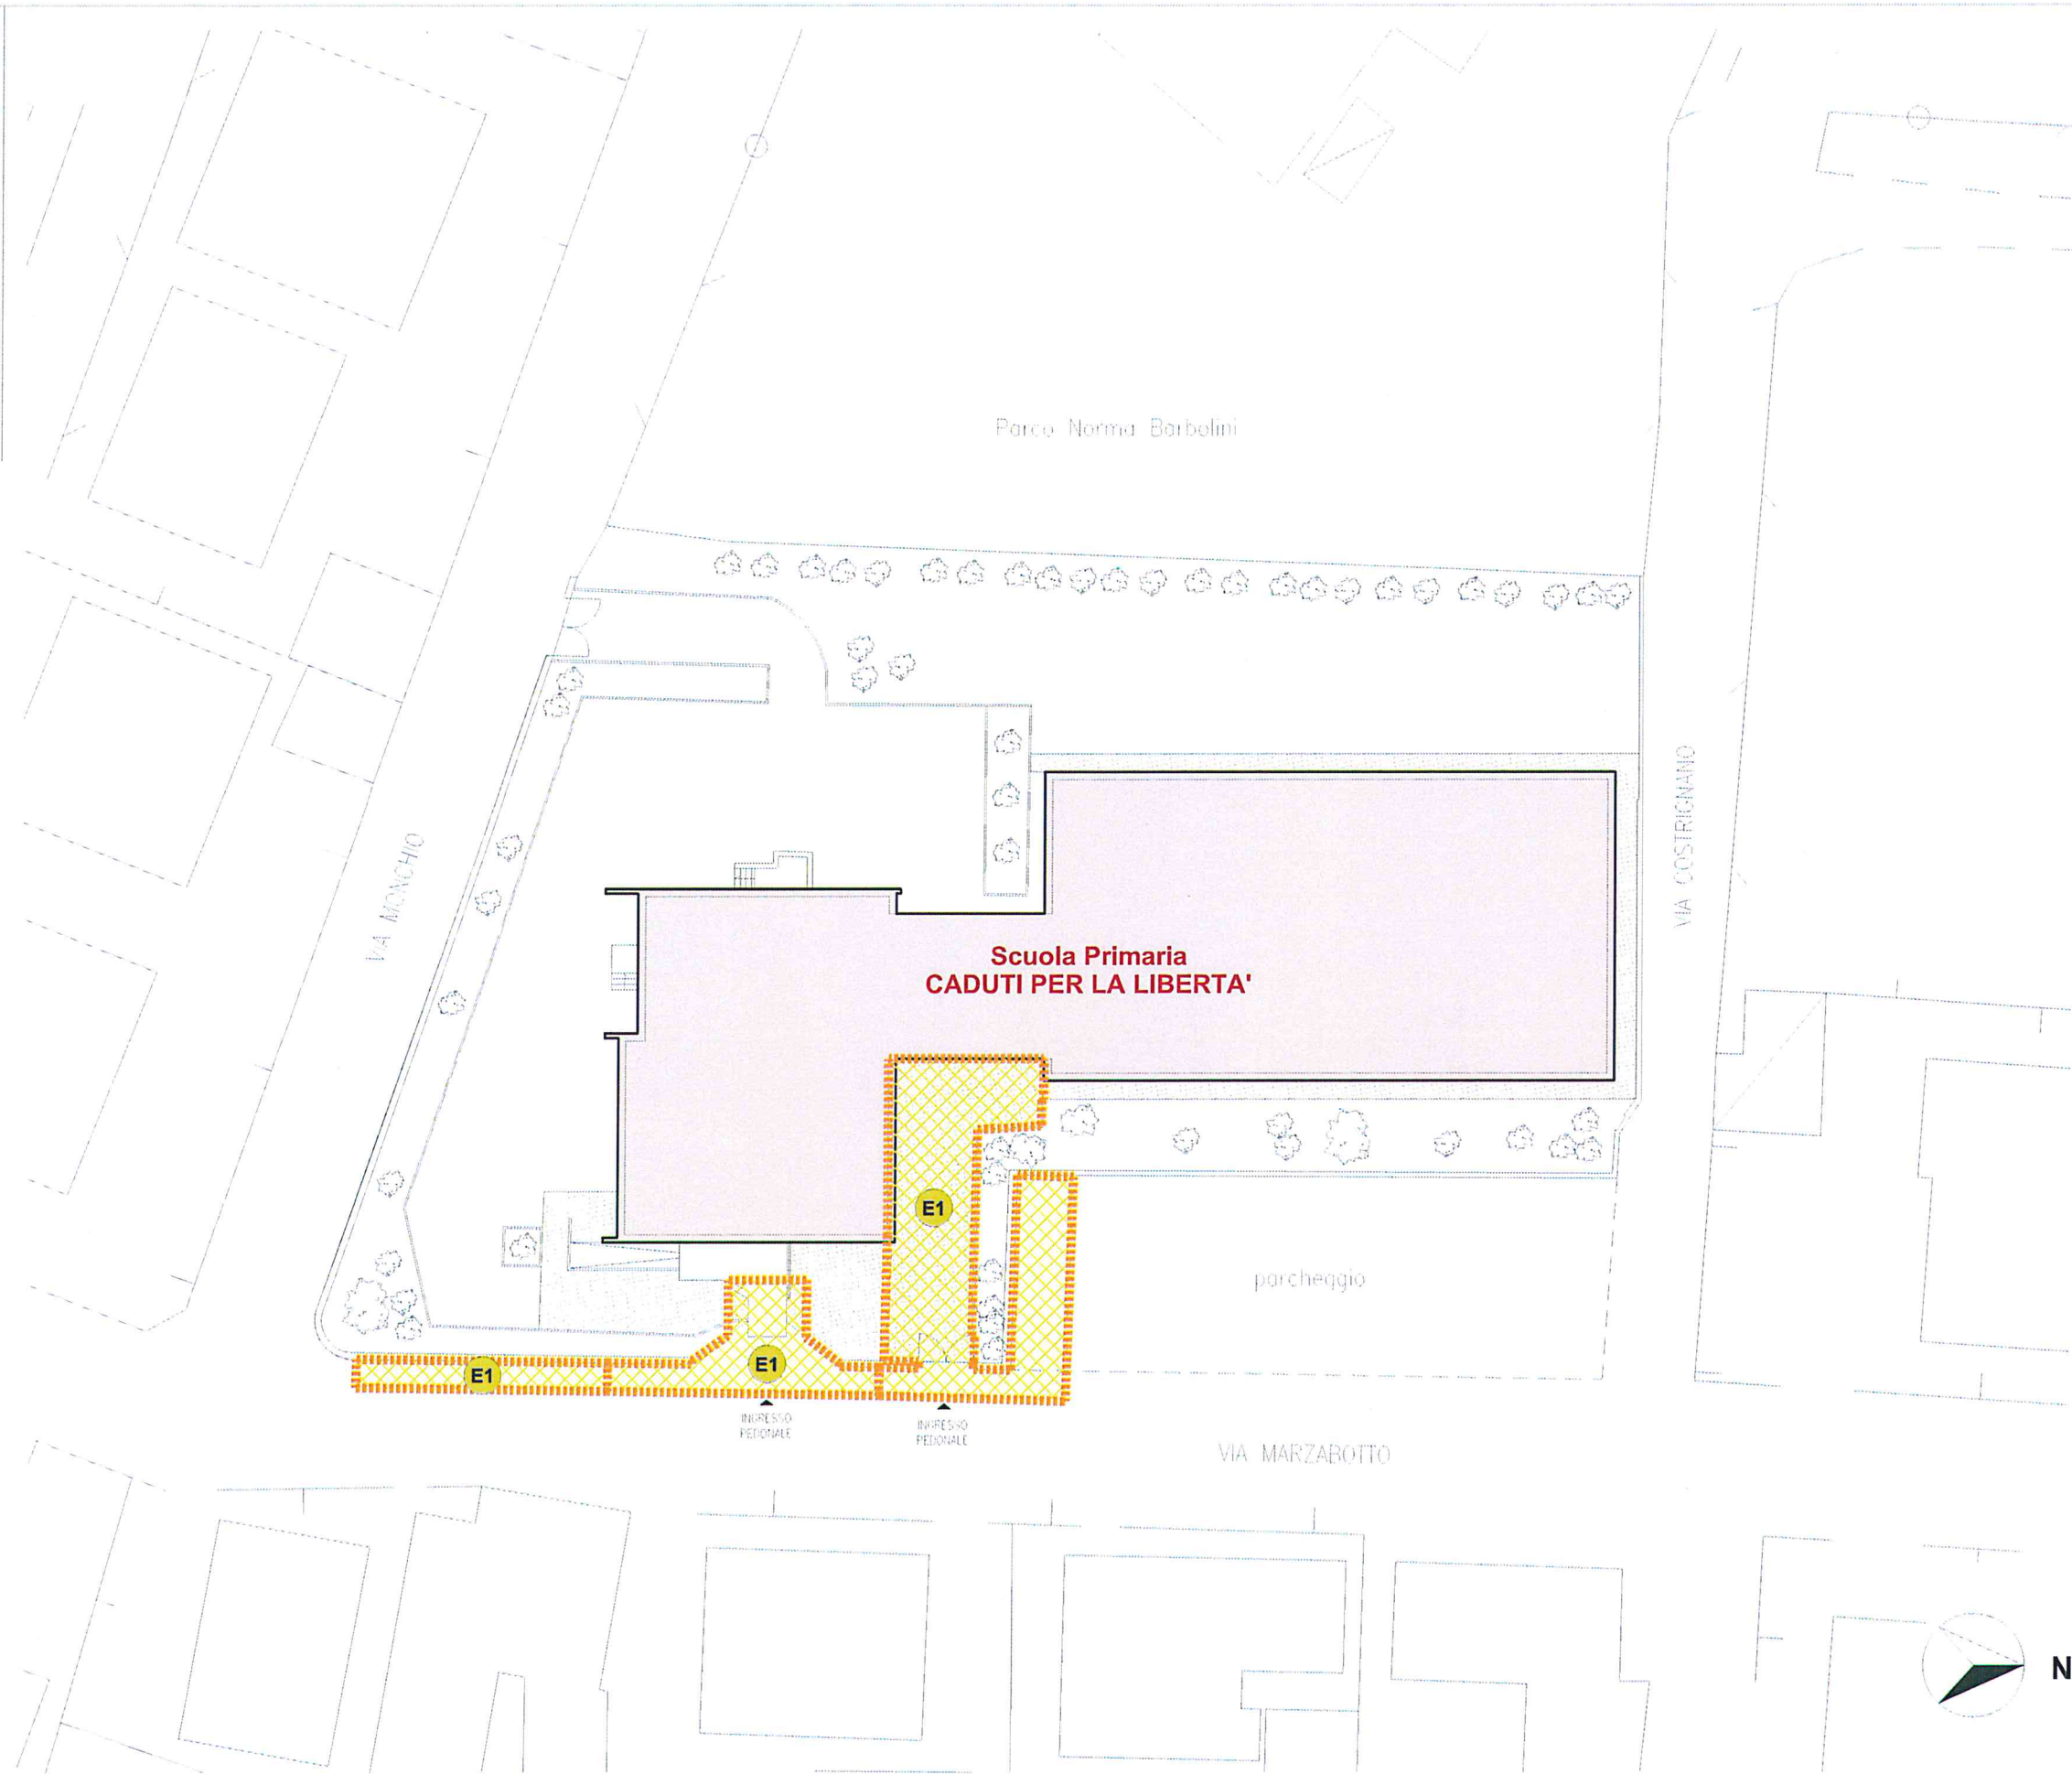 Parco Norma Barbolini
VIA MONCHIO
VIA COSTRIGNANO
Scuola Primaria
CADUTI PER LA LIBERTA'
E1
parcheggio
E1
E1
INGRESSO
PEDONALE
INGRESSO
PEDONALE
VIA MARZABOTTO
N